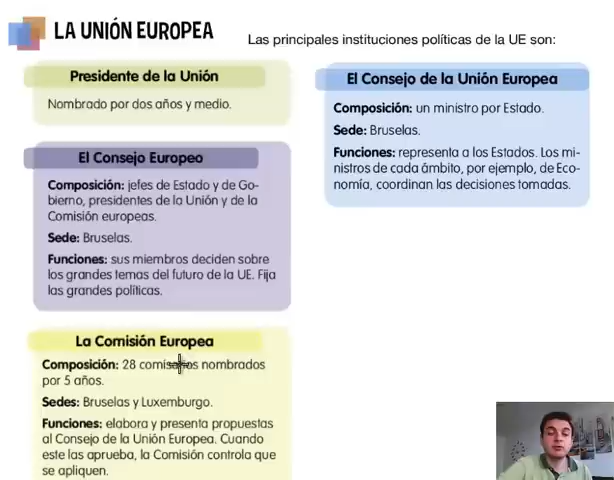 LA UNIÓN EUROPEA
Las principales instituciones políticas de la UE son:
Presidente de la Unión
Nombrado por dos años y medio.
El Consejo Europeo
Composición: jefes de Estado y de Go-
bierno, presidentes de la Unión y de la
Comisión europeas.
Sede: Bruselas.
Funciones: sus miembros deciden sobre
los grandes temas del futuro de la UE. Fija
las grandes políticas.
La Comisión Europea
Composición: 28 comisarios nombrados
por 5 años.
Sedes: Bruselas y Luxemburgo.
Funciones: elabora y presenta propuestas
al Consejo de la Unión Europea. Cuando
este las aprueba, la Comisión controla que
se apliquen.
El Consejo de la Unión Europea
Composición: un ministro por Estado.
Sede: Bruselas.
Funciones: representa a los Estados. Los mi-
nistros de cada ámbito, por ejemplo, de Eco-
nomía, coordinan las decisiones tomadas.